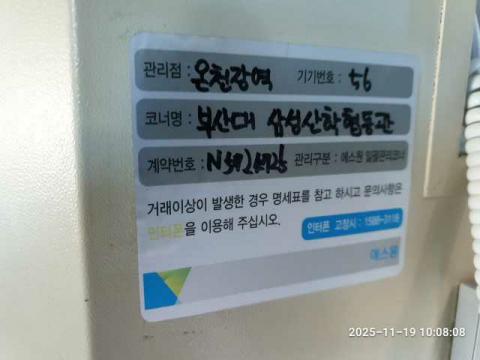 관리점 : 온천장역 기기번호 : 56
코너명 : 부산대 삼성산학협동관
계약번호 : 관리구분 : 에스원 일괄관리코너
거래이상이 발생한 경우 명세표를 참고 하시고 문의사항은
인터폰을 이용해 주십시오.
인터폰 고장시 : 1588-3118
에스원
2025-11-19 10:08:08